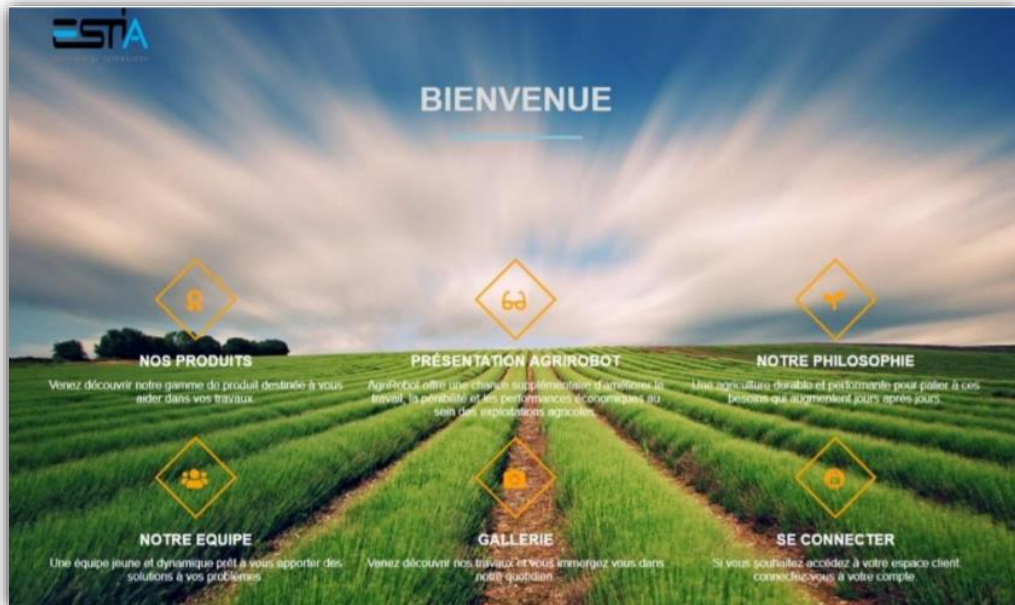 ESTIA
BIENVENUE
NOS PRODUITS
Venez découvrir notre gamme de produit destinée à vous
aider dans vos travaux.
PRÉSENTATION AGRIROBOT
AgriRobot offre une chance supplémentaire d'améliorer le
travail, la pénibilité et les performances économiques au
sein des exploitations agricoles.
NOTRE PHILOSOPHIE
Une agriculture durable et performante pour palier à ces
besoins qui augmentent jours après jours.
NOTRE EQUIPE
Une équipe jeune et dynamique prêt à vous apporter des
solutions à vos problèmes.
GALLERIE
Venez découvrir nos travaux et vous immergez vous dans
notre quotidien.
SE CONNECTER
Si vous souhaitez accédez à votre espace client
connectez-vous à votre compte.